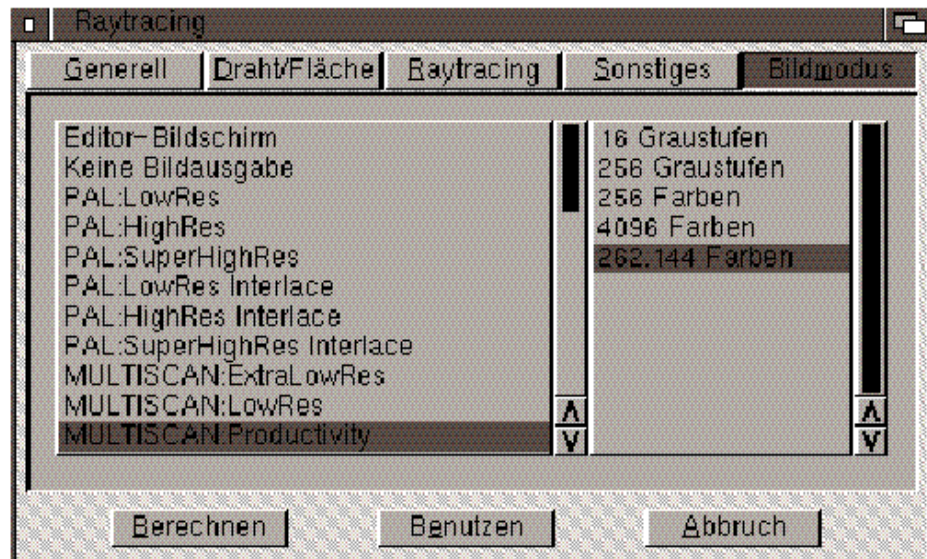 Raytracing
Generell Draht/Fläche Raytracing Sonstiges Bildmodus
Editor-Bildschirm
Keine Bildausgabe
PAL:LowRes
PAL:HighRes
PAL:SuperHighRes
PAL:LowRes Interlace
PAL:HighRes Interlace
PAL:SuperHighRes Interlace
MULTISCAN:ExtraLowRes
MULTISCAN:LowRes
MULTISCAN:Productivity
16 Graustufen
256 Graustufen
256 Farben
4096 Farben
262.144 Farben
Berechnen Benutzen Abbruch